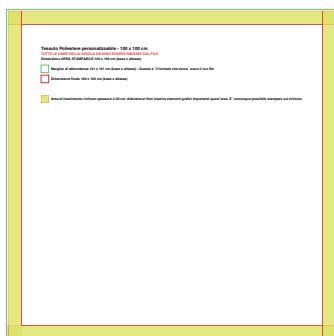 Tessuto Poliestere personalizzabile - 100 x 100 cm
TUTTE LE LINEE DELLA GRIGLIA DEVONO ESSERE RIMOSSE DAL FILE
Dimensione AREA STAMPABILE 100 x 100 cm (base x altezza)
Margine di abbondanza 101 x 101 cm (base x altezza) - Questo e' il formato che dovra' avere il tuo file
Dimensione finale 100 x 100 cm (base x altezza)
Area di inserimento rinforzo spessore 4.00 cm. Attenzione! Non inserire elementi grafici importanti quest'area. E' comunque possibile stampare sul rinforzo